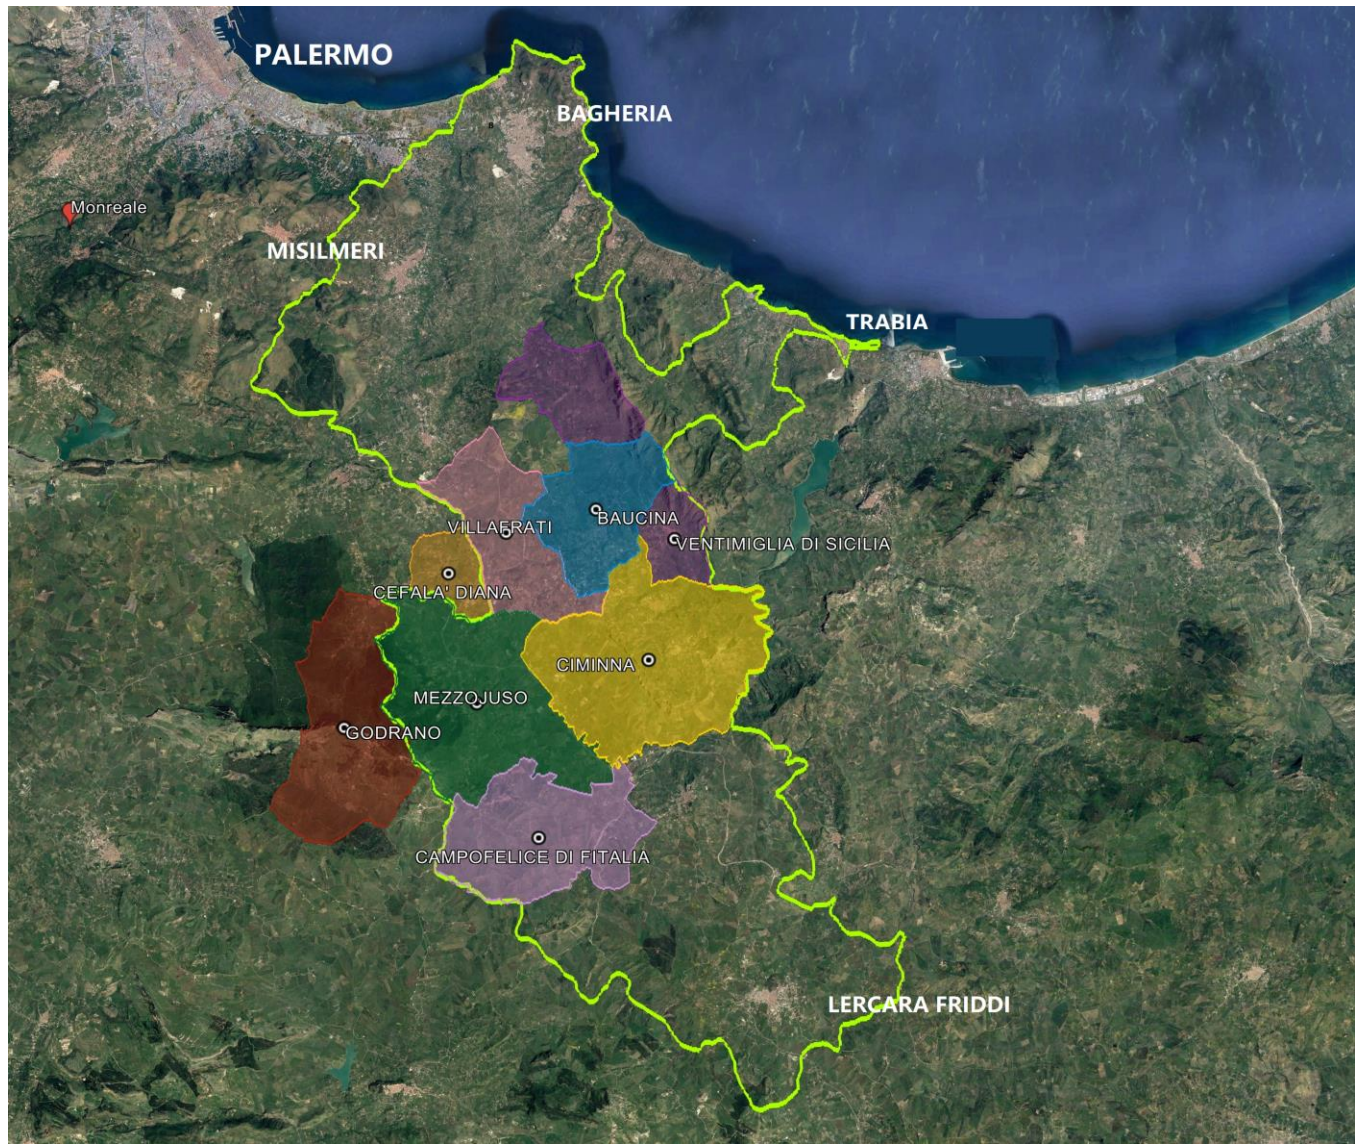 PALERMO
BAGHERIA
Monreale
MISILMERI
TRABIA
VILLAFRATI
BAUCINA
VENTIMIGLIA DI SICILIA
CEFALA' DIANA
CIMINNA
MEZZOJUSO
GODRANO
CAMPOFELICE DI FITALIA
LERCARA FRIDDI